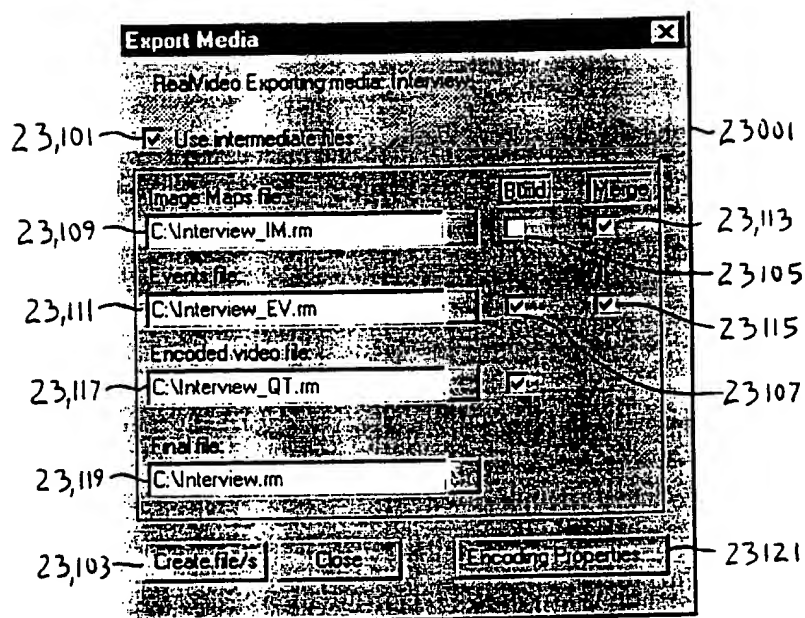 Export Media
RealVideo Exporting media: Interview
23,101 Use intermediate files 23001
Image Maps file: Build Merge
23,109 C:\Interview_IM.rm 23,113
23105
Events file:
23,111 C:\Interview_EV.rm 23115
Encoded video file:
23,117 C:\Interview_QT.rm 23107
Final file:
23,119 C:\Interview.rm
23,103 Create file/s Close Encoding Properties... 23121